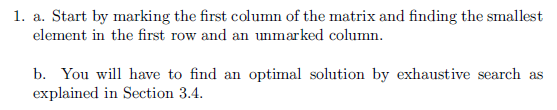 1. a. Start by marking the first column of the matrix and finding the smallest
element in the first row and an unmarked column.
b. You will have to find an optimal solution by exhaustive search as
explained in Section 3.4.